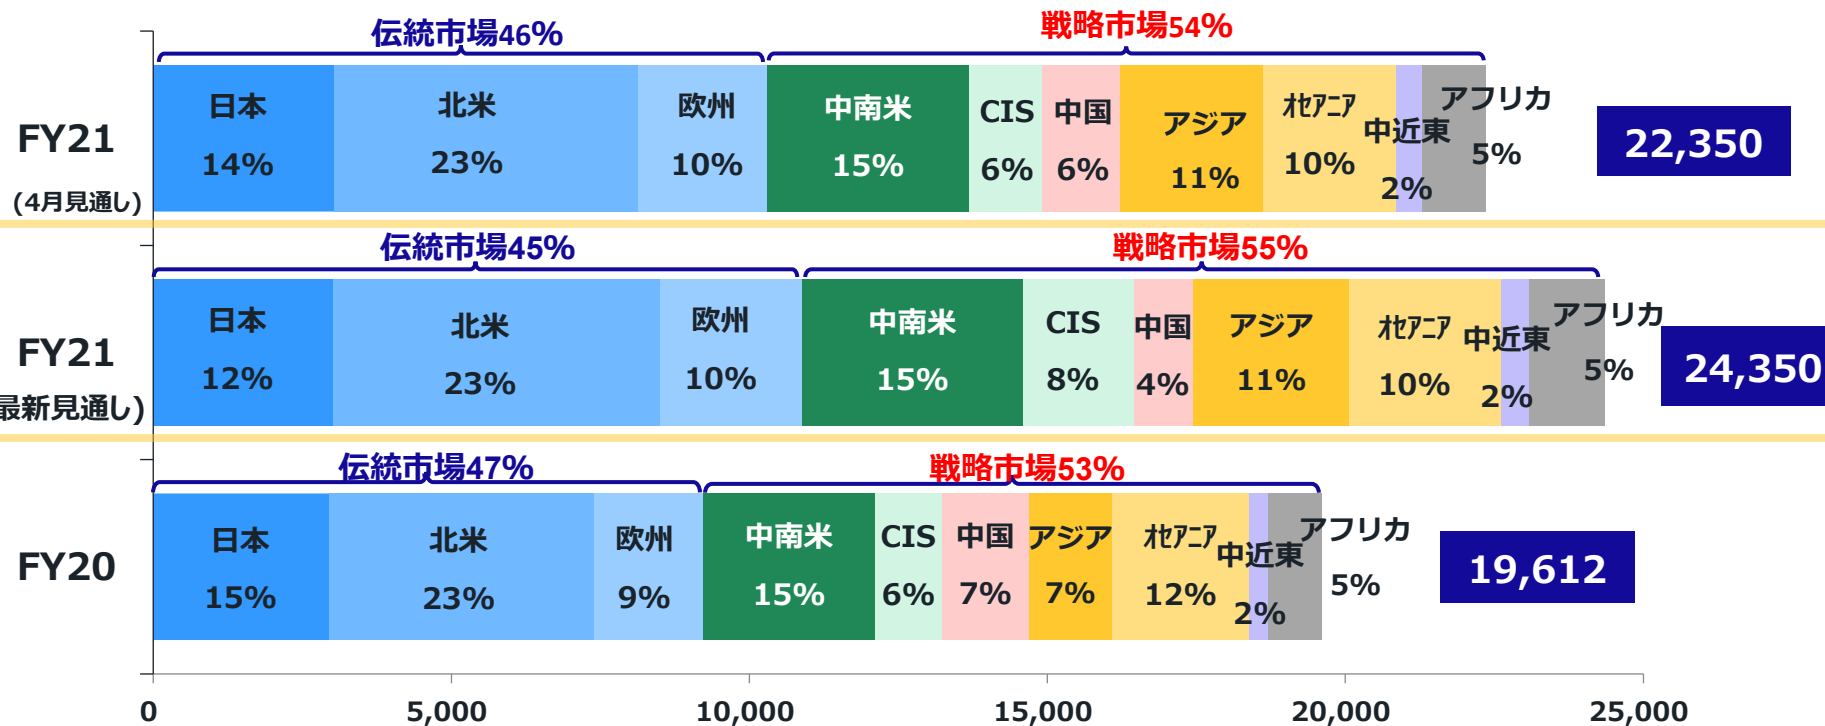 伝統市場46% 戦略市場54%
FY21
(4月見通し)
日本 北米 欧州 中南米 CIS 中国 アジア ｵｾｱﾆｱ 中近東 アフリカ
14% 23% 10% 15% 6% 6% 11% 10% 2% 5%
22,350
伝統市場45% 戦略市場55%
FY21
最新見通し)
日本 北米 欧州 中南米 CIS 中国 アジア ｵｾｱﾆｱ 中近東 アフリカ
12% 23% 10% 15% 8% 4% 11% 10% 2% 5%
24,350
伝統市場47% 戦略市場53%
FY20
日本 北米 欧州 中南米 CIS 中国 アジア ｵｾｱﾆｱ 中近東 アフリカ
15% 23% 9% 15% 6% 7% 7% 12% 2% 5%
19,612
0 5,000 10,000 15,000 20,000 25,000